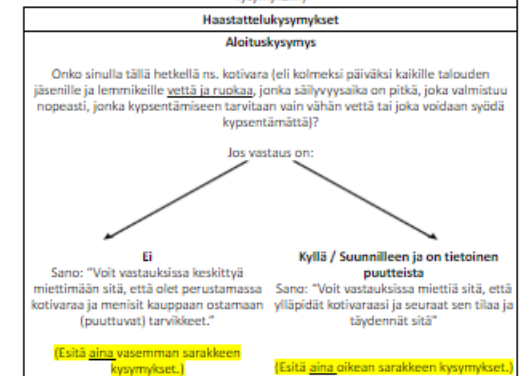 Haastattelukysymykset
Aloituskysymys
Onko sinulla tällä hetkellä ns. kotivara (eli kolmeksi päiväksi kaikille talouden
jäsenille ja lemmikeille vettä ja ruokaa, jonka säilyvyysaika on pitkä, joka valmistuu
nopeasti, jonka kypsentämiseen tarvitaan vain vähän vettä tai joka voidaan syödä
kypsentämättä)?
Jos vastaus on:
Ei
Sano: "Voit vastauksissa keskittyä
miettimään sitä, että olet perustamassa
kotivaraa ja menisit kauppaan ostamaan
(puuttuvat) tarvikkeet."
(Esitä aina vasemman sarakkeen
kysymykset.)
Kyllä / Suunnilleen ja on tietoinen
puutteista
Sano: "Voit vastauksissa miettiä sitä, että
ylläpidät kotivaraasi ja seuraat sen tilaa ja
täydennät sitä"
(Esitä aina oikean sarakkeen kysymykset.)